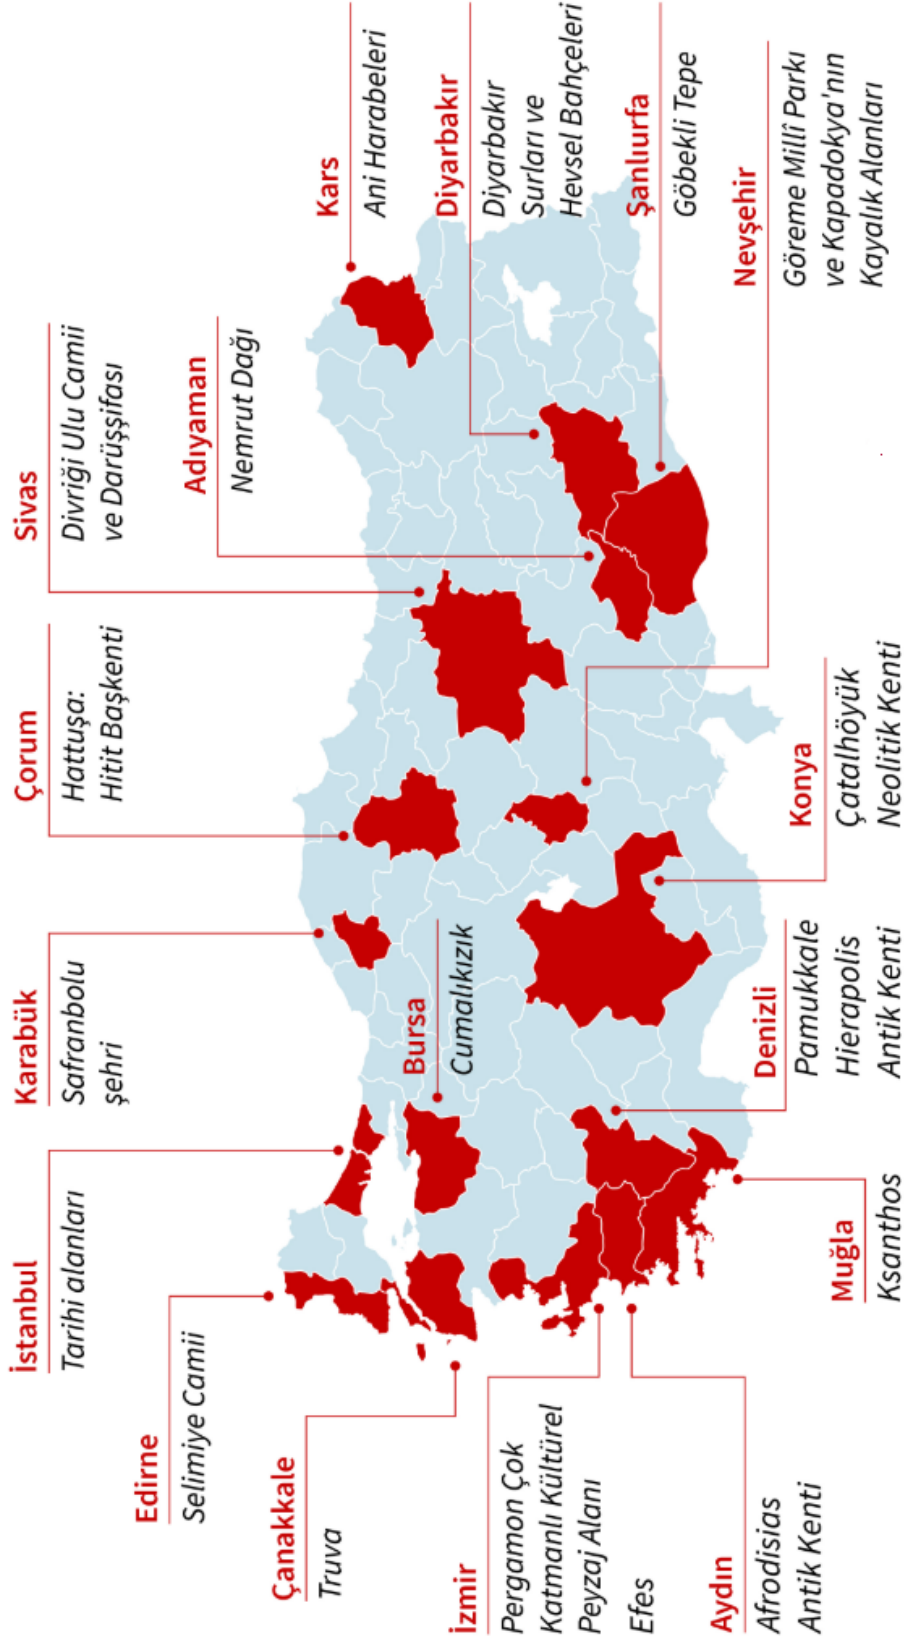 Edirne
Selimiye Camii
İstanbul
Tarihi alanları
Karabük
Safranbolu
şehri
Çorum
Hattuşa:
Hitit Başkenti
Sivas
Divriği Ulu Camii
ve Darüşşifası
Adıyaman
Nemrut Dağı
Kars
Ani Harabeleri
Diyarbakır
Diyarbakır
Surları ve
Hevsel Bahçeleri
Şanlıurfa
Göbekli Tepe
Nevşehir
Göreme Millî Parkı
ve Kapadokya'nın
Kayalık Alanları
Konya
Çatalhöyük
Neolitik Kenti
Bursa
Cumalıkızık
Denizli
Pamukkale
Hierapolis
Antik Kenti
Muğla
Ksanthos
Çanakkale
Truva
İzmir
Pergamon Çok
Katmanlı Kültürel
Peyzaj Alanı
Efes
Aydın
Afrodisias
Antik Kenti